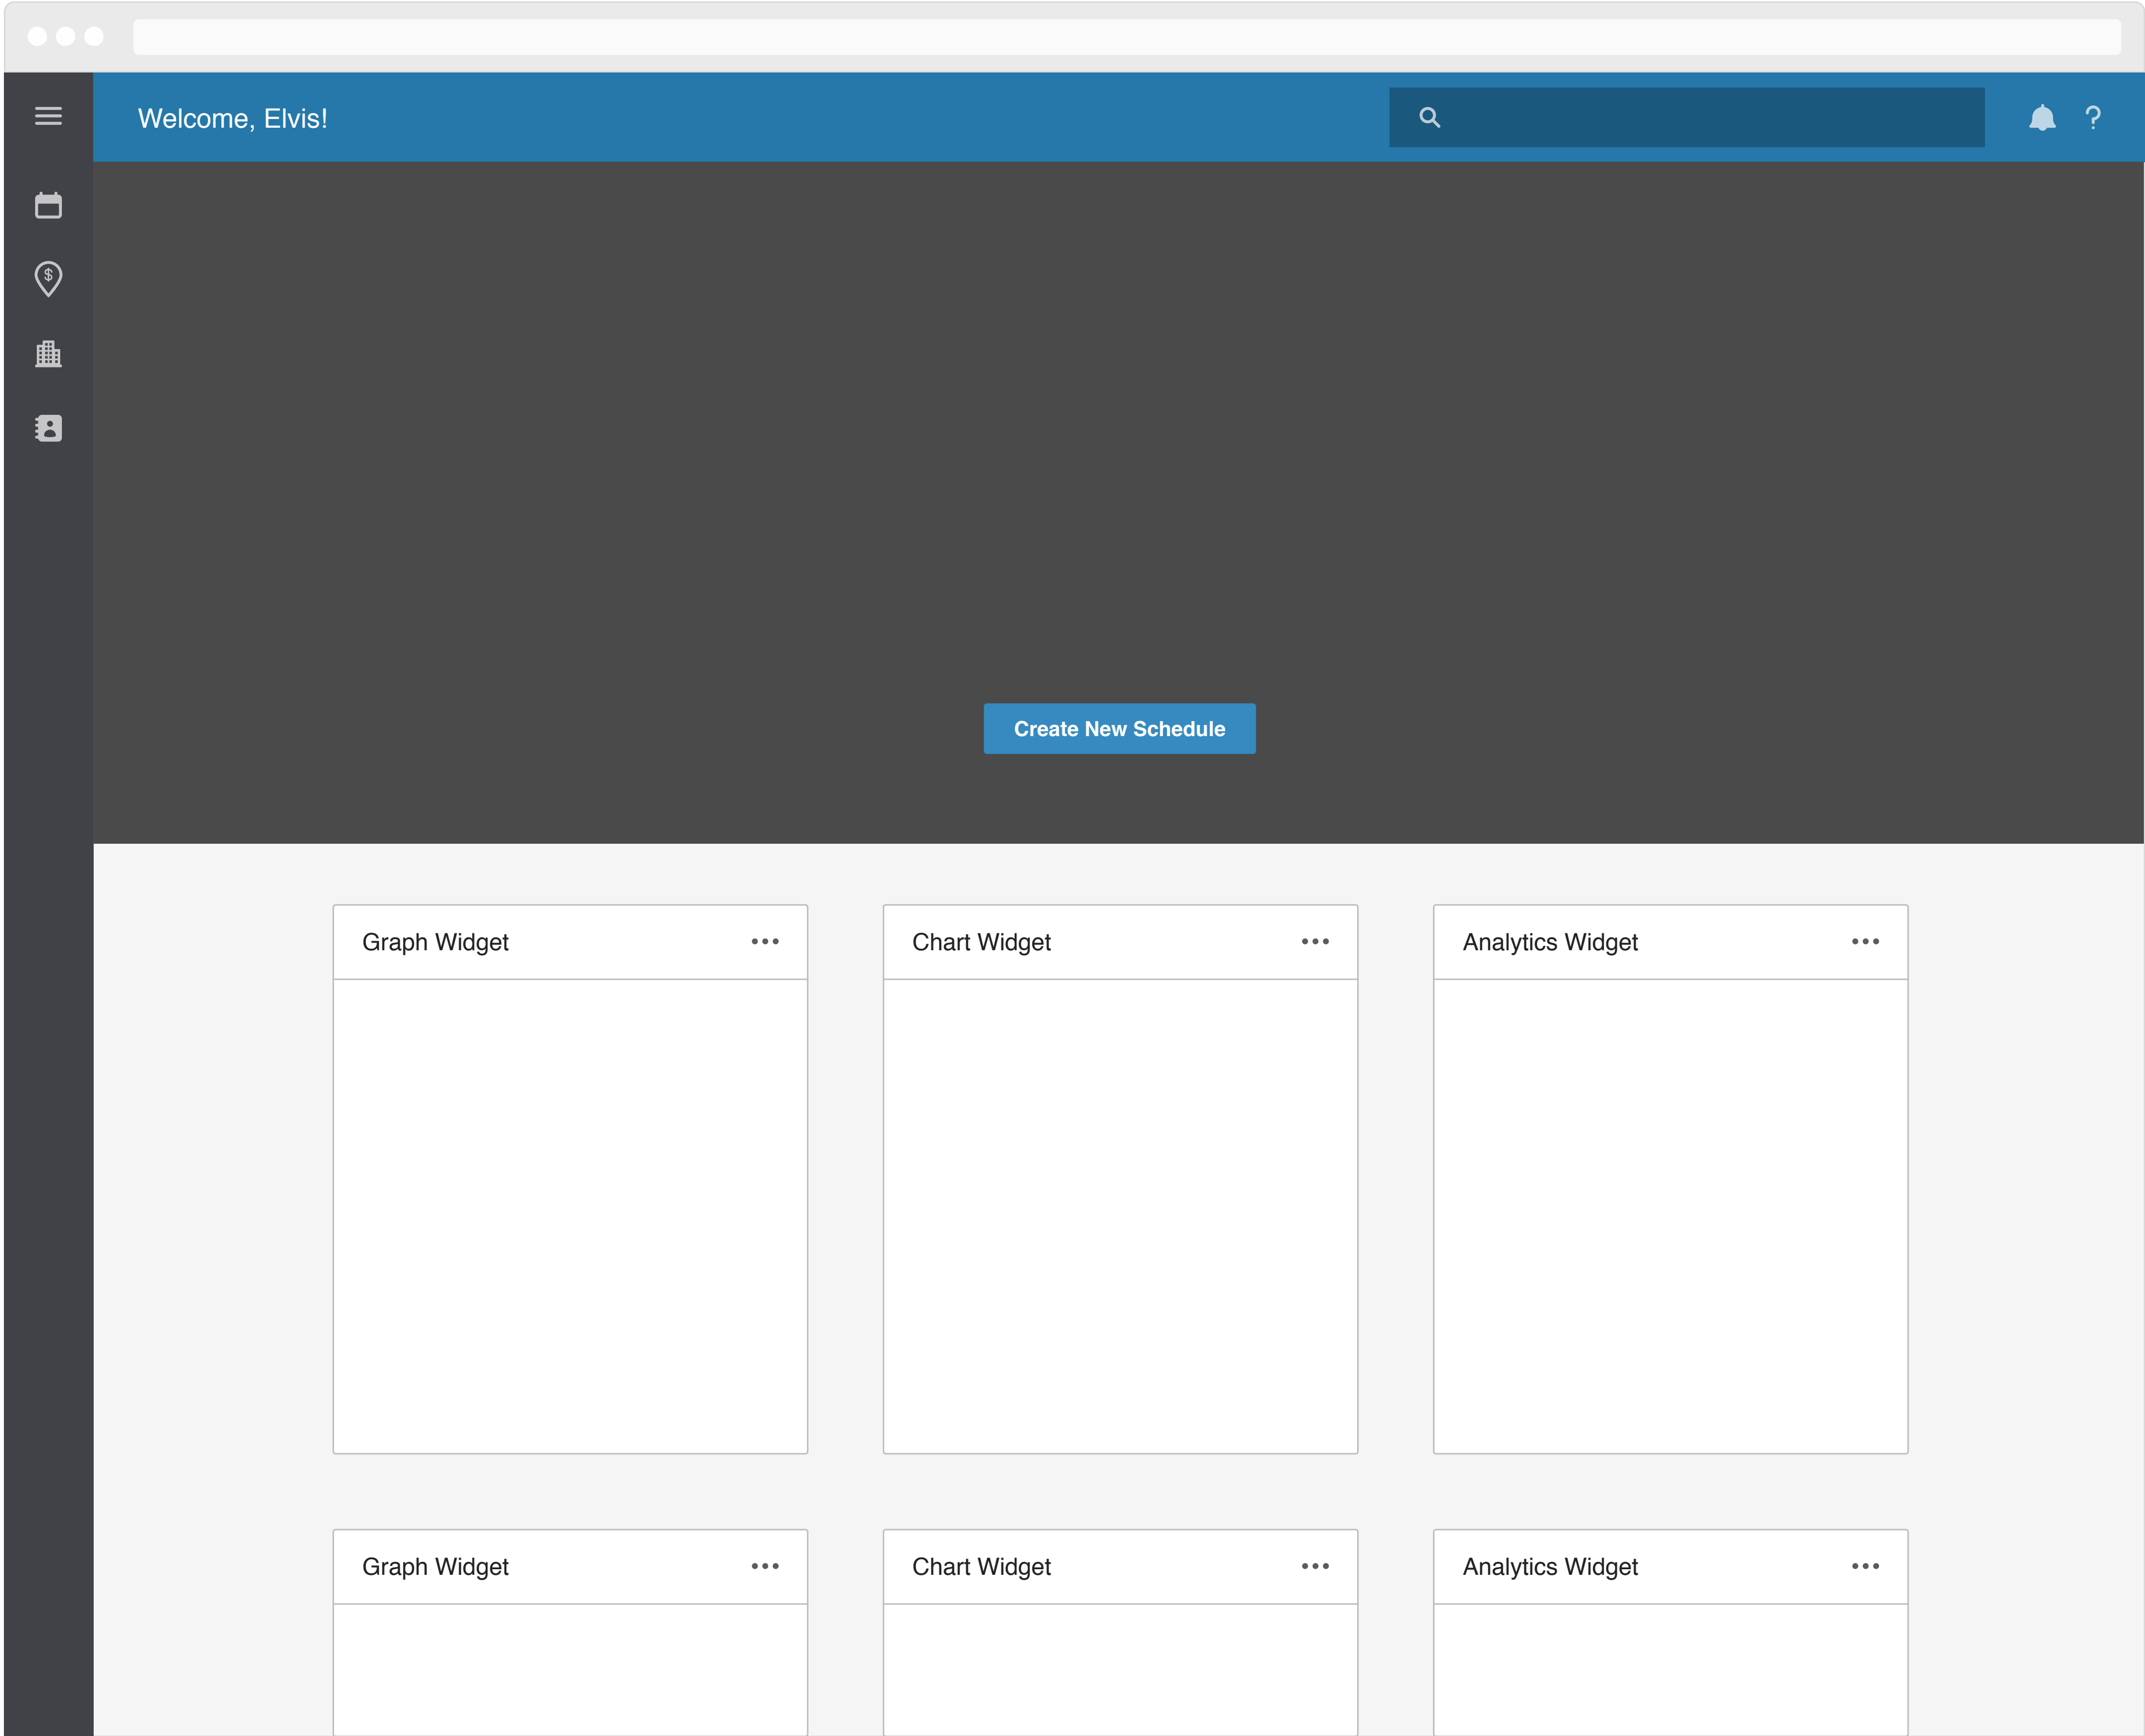 Welcome, Elvis!
Create New Schedule
Graph Widget
Chart Widget
Analytics Widget
Graph Widget
Chart Widget
Analytics Widget